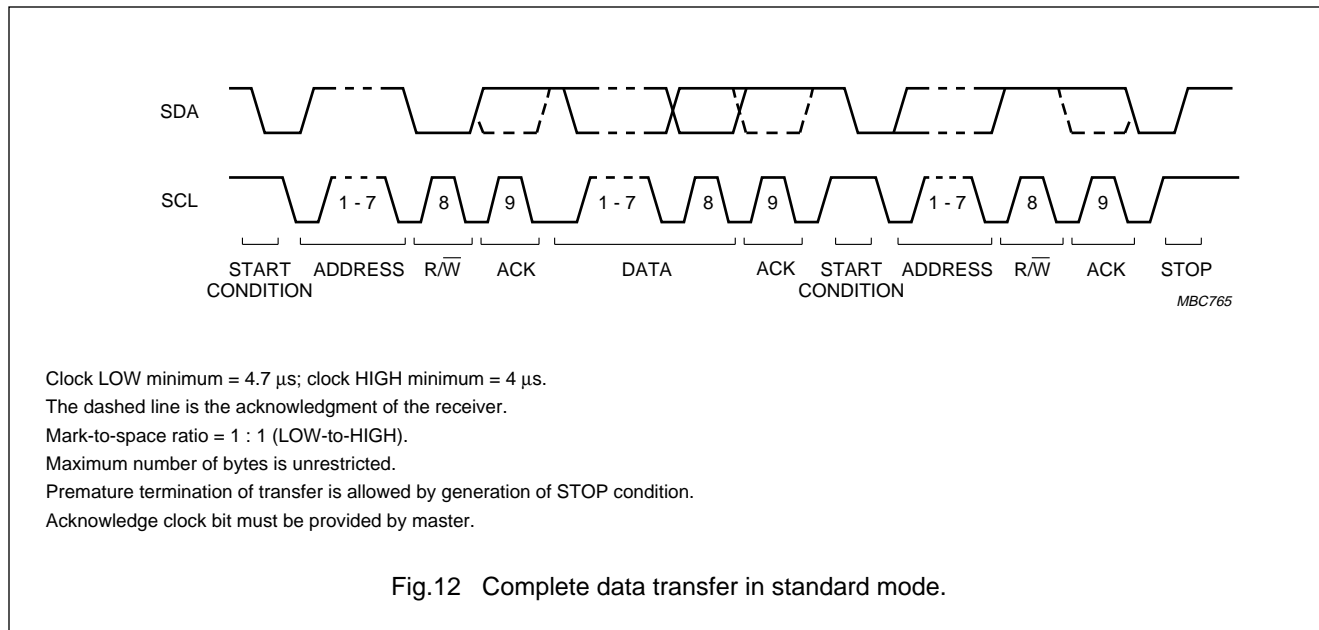 SDA
SCL
1 - 7 8 9 1 - 7 8 9 1 - 7 8 9
START CONDITION ADDRESS R/W̅ ACK DATA ACK START CONDITION ADDRESS R/W̅ ACK STOP
MBC765
Clock LOW minimum = 4.7 μs; clock HIGH minimum = 4 μs.
The dashed line is the acknowledgment of the receiver.
Mark-to-space ratio = 1 : 1 (LOW-to-HIGH).
Maximum number of bytes is unrestricted.
Premature termination of transfer is allowed by generation of STOP condition.
Acknowledge clock bit must be provided by master.
Fig.12 Complete data transfer in standard mode.